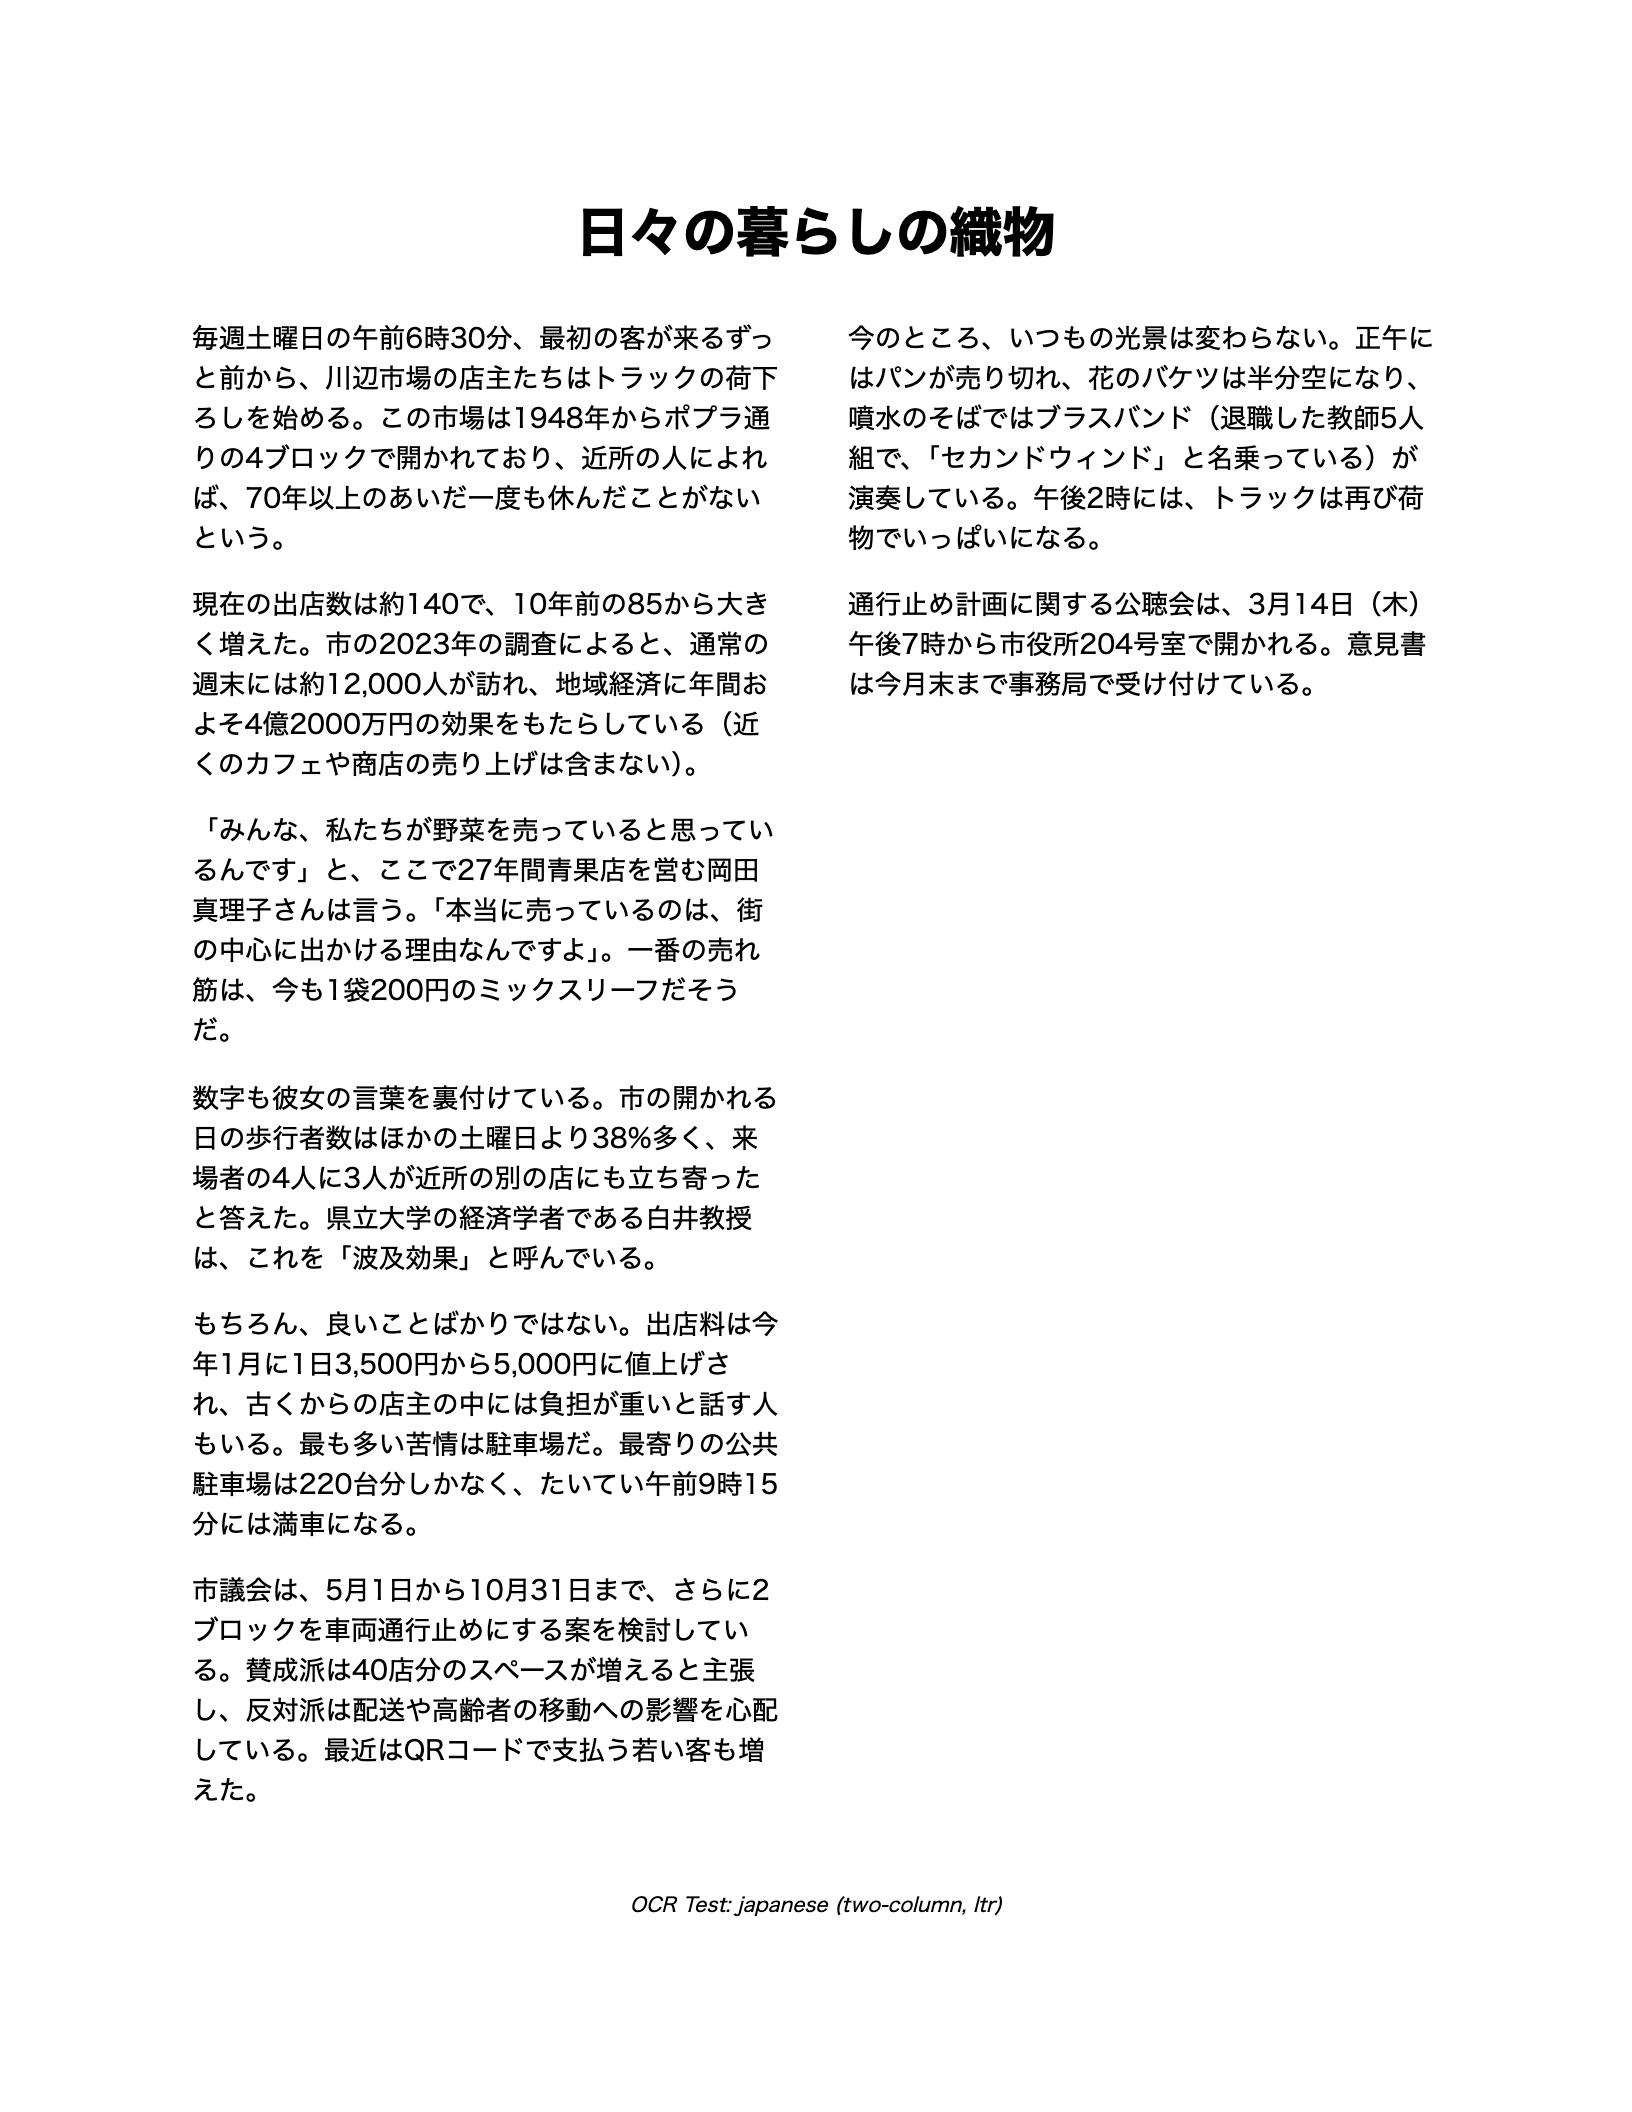 日々の暮らしの織物
毎週土曜日の午前6時30分、最初の客が来るずっ
と前から、川辺市場の店主たちはトラックの荷下
ろしを始める。この市場は1948年からポプラ通
りの4ブロックで開かれており、近所の人によれ
ば、70年以上のあいだ一度も休んだことがない
という。
現在の出店数は約140で、10年前の85から大き
く増えた。市の2023年の調査によると、通常の
週末には約12,000人が訪れ、地域経済に年間お
よそ4億2000万円の効果をもたらしている（近
くのカフェや商店の売り上げは含まない）。
「みんな、私たちが野菜を売っていると思ってい
るんです」と、ここで27年間青果店を営む岡田
真理子さんは言う。「本当に売っているのは、街
の中心に出かける理由なんですよ」。一番の売れ
筋は、今も1袋200円のミックスリーフだそう
だ。
数字も彼女の言葉を裏付けている。市の開かれる
日の歩行者数はほかの土曜日より38%多く、来
場者の4人に3人が近所の別の店にも立ち寄った
と答えた。県立大学の経済学者である白井教授
は、これを「波及効果」と呼んでいる。
もちろん、良いことばかりではない。出店料は今
年1月に1日3,500円から5,000円に値上げさ
れ、古くからの店主の中には負担が重いと話す人
もいる。最も多い苦情は駐車場だ。最寄りの公共
駐車場は220台分しかなく、たいてい午前9時15
分には満車になる。
市議会は、5月1日から10月31日まで、さらに2
ブロックを車両通行止めにする案を検討してい
る。賛成派は40店分のスペースが増えると主張
し、反対派は配送や高齢者の移動への影響を心配
している。最近はQRコードで支払う若い客も増
えた。
今のところ、いつもの光景は変わらない。正午に
はパンが売り切れ、花のバケツは半分空になり、
噴水のそばではブラスバンド（退職した教師5人
組で、「セカンドウィンド」と名乗っている）が
演奏している。午後2時には、トラックは再び荷
物でいっぱいになる。
通行止め計画に関する公聴会は、3月14日（木）
午後7時から市役所204号室で開かれる。意見書
は今月末まで事務局で受け付けている。
OCR Test: japanese (two-column, ltr)